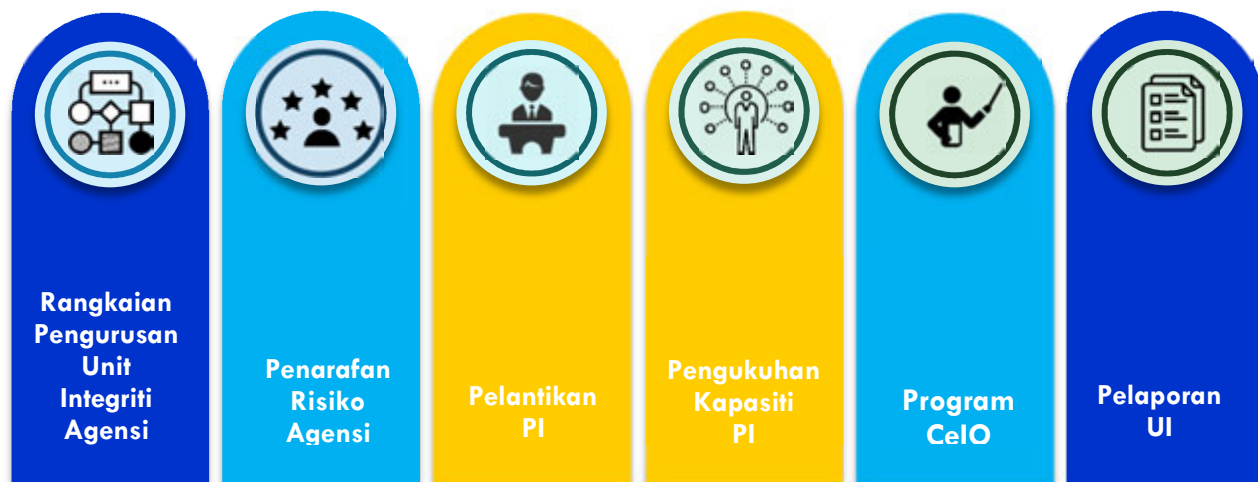 Rangkaian
Pengurusan
Unit
Integriti
Agensi
Penarafan
Risiko
Agensi
Pelantikan
PI
Pengukuhan
Kapasiti
PI
Program
CeIO
Pelaporan
UI